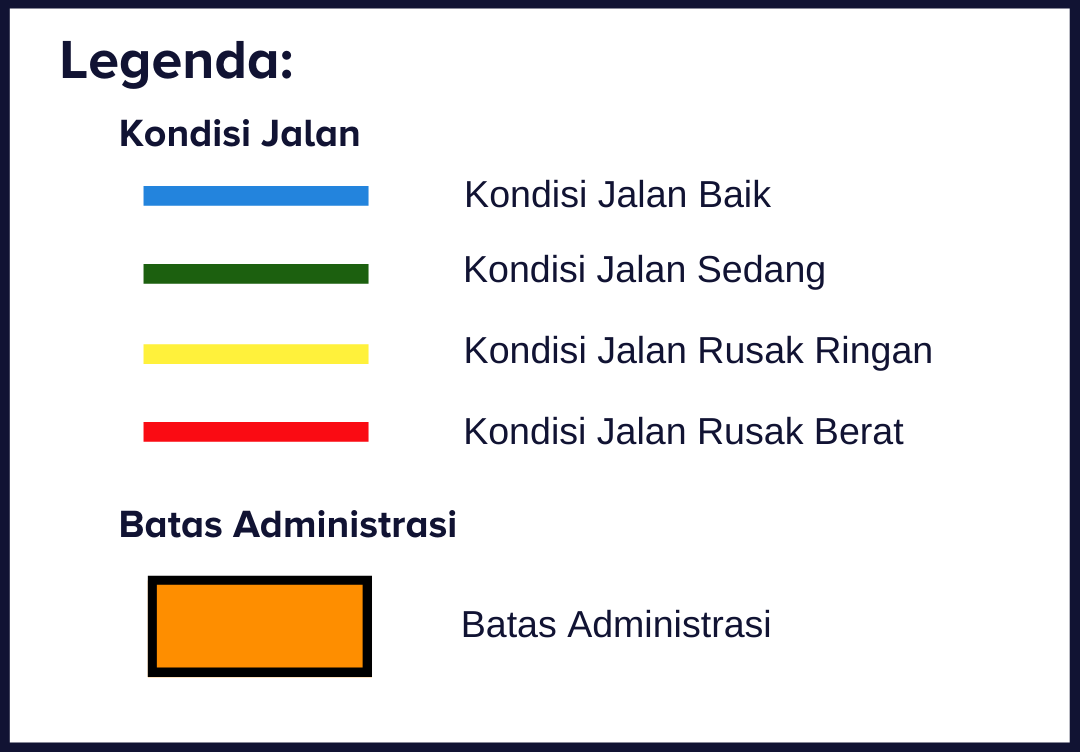 Legenda:
Kondisi Jalan
Kondisi Jalan Baik
Kondisi Jalan Sedang
Kondisi Jalan Rusak Ringan
Kondisi Jalan Rusak Berat
Batas Administrasi
Batas Administrasi